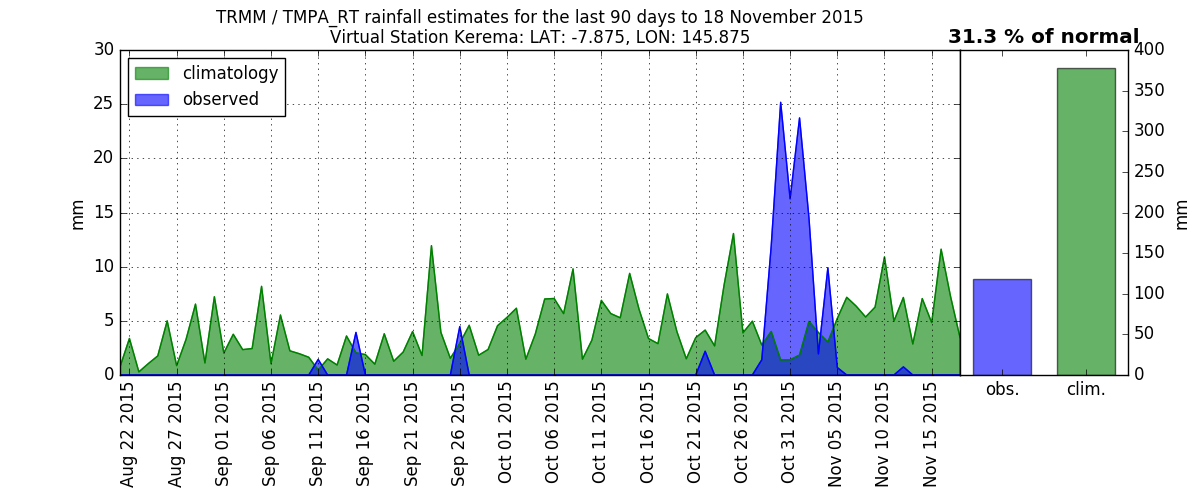 TRMM / TMPA_RT rainfall estimates for the last 90 days to 18 November 2015
Virtual Station Kerema: LAT: -7.875, LON: 145.875
31.3 % of normal
climatology
observed
mm
30
25
20
15
10
5
0
Aug 22 2015
Aug 27 2015
Sep 01 2015
Sep 06 2015
Sep 11 2015
Sep 16 2015
Sep 21 2015
Sep 26 2015
Oct 01 2015
Oct 06 2015
Oct 11 2015
Oct 16 2015
Oct 21 2015
Oct 26 2015
Oct 31 2015
Nov 05 2015
Nov 10 2015
Nov 15 2015
400
350
300
250
200
150
100
50
0
mm
obs.
clim.